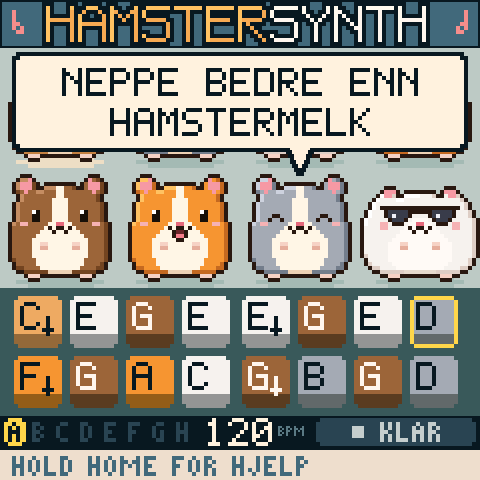 HAMSTERSYNTH
NEPPE BEDRE ENN
HAMSTERMELK
C↓ E G E E↓ G E D
F↓ G A C G↓ B G D
A B C D E F G H 120 BPM ■ KLAR
HOLD HOME FOR HJELP